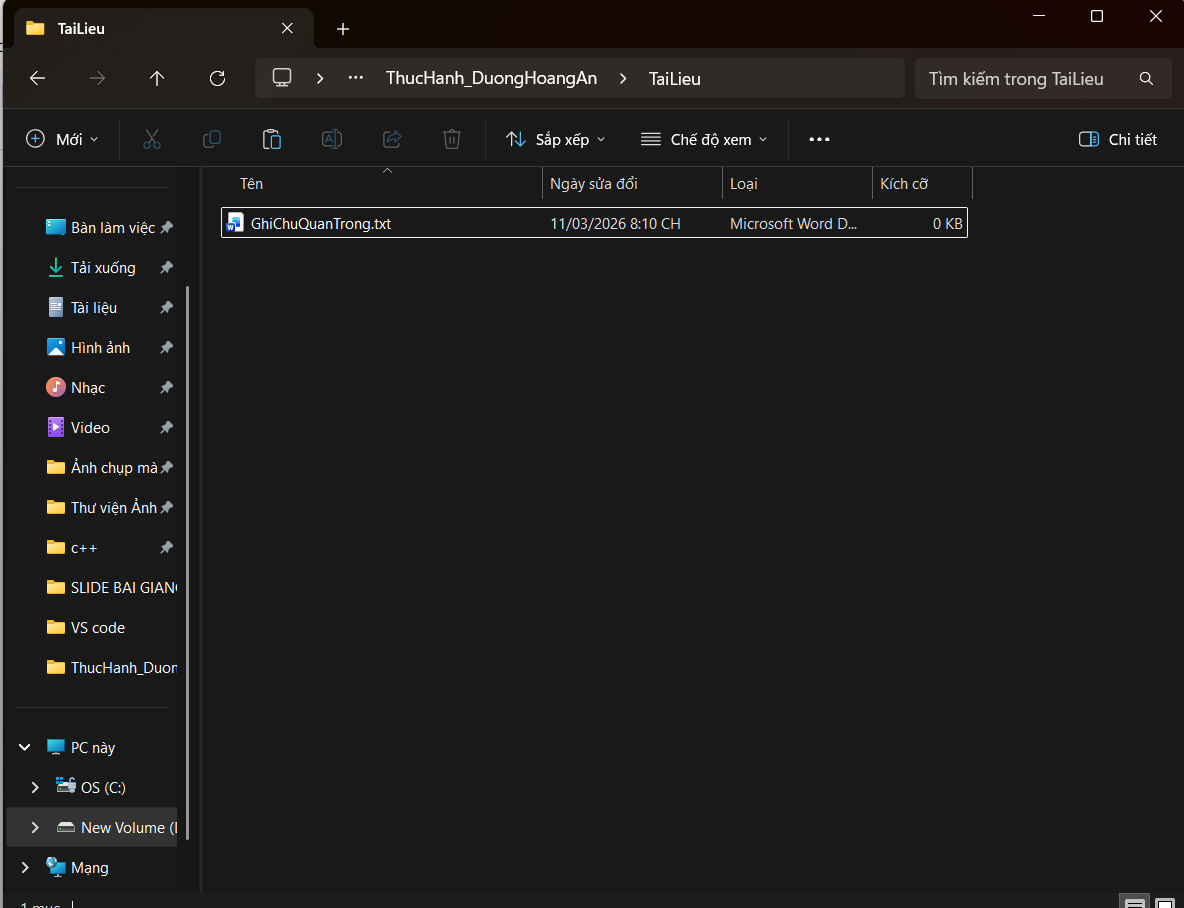 TaiLieu
ThucHanh_DuongHoangAn
TaiLieu
Tìm kiếm trong TaiLieu
Mới
Sắp xếp
Chế độ xem
Chi tiết
Tên
Ngày sửa đổi
Loại
Kích cỡ
GhiChuQuanTrong.txt
11/03/2026 8:10 CH
Microsoft Word D...
0 KB
Bàn làm việc
Tải xuống
Tài liệu
Hình ảnh
Nhạc
Video
Ảnh chụp mà
Thư viện Ảnh
c++
SLIDE BAI GIANG
VS code
ThucHanh_Duon
PC này
OS (C:)
New Volume (
Mạng
1 mục